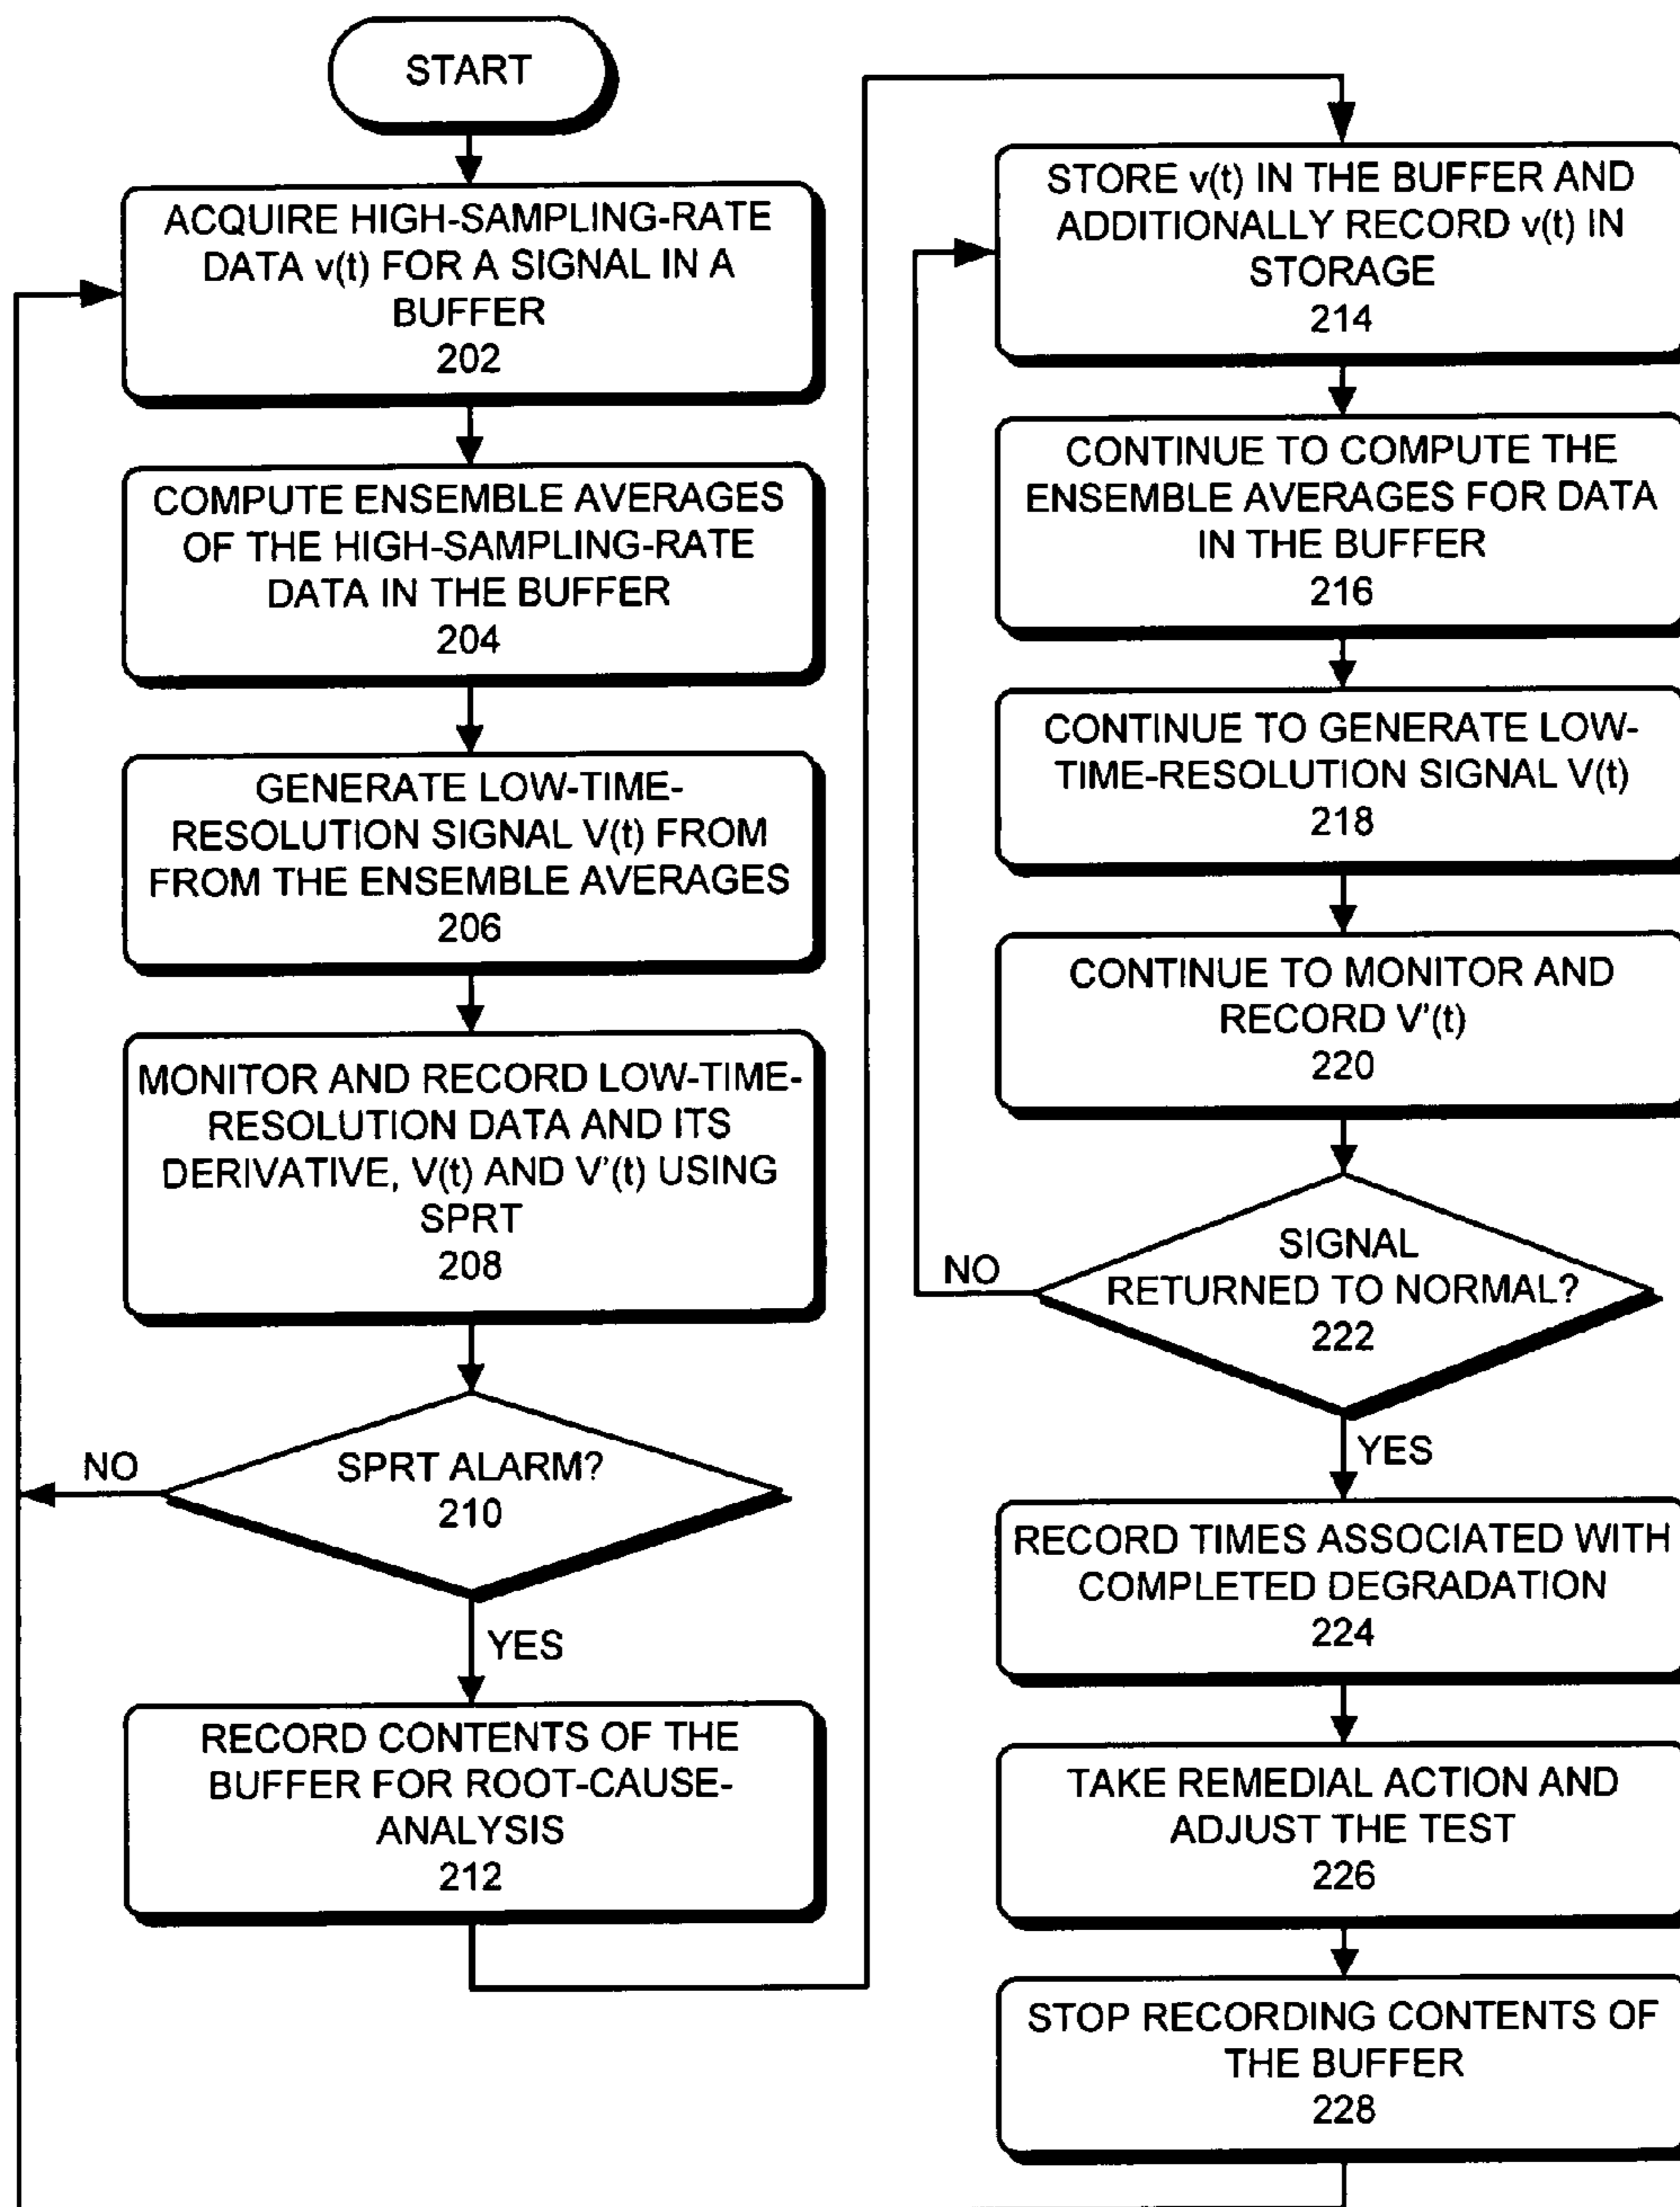 START
ACQUIRE HIGH-SAMPLING-RATE
DATA v(t) FOR A SIGNAL IN A
BUFFER
202
COMPUTE ENSEMBLE AVERAGES
OF THE HIGH-SAMPLING-RATE
DATA IN THE BUFFER
204
GENERATE LOW-TIME-
RESOLUTION SIGNAL V(t) FROM
FROM THE ENSEMBLE AVERAGES
206
MONITOR AND RECORD LOW-TIME-
RESOLUTION DATA AND ITS
DERIVATIVE, V(t) AND V'(t) USING
SPRT
208
NO
SPRT ALARM?
210
YES
RECORD CONTENTS OF THE
BUFFER FOR ROOT-CAUSE-
ANALYSIS
212
STORE v(t) IN THE BUFFER AND
ADDITIONALLY RECORD v(t) IN
STORAGE
214
CONTINUE TO COMPUTE THE
ENSEMBLE AVERAGES FOR DATA
IN THE BUFFER
216
CONTINUE TO GENERATE LOW-
TIME-RESOLUTION SIGNAL V(t)
218
CONTINUE TO MONITOR AND
RECORD V'(t)
220
NO
SIGNAL
RETURNED TO NORMAL?
222
YES
RECORD TIMES ASSOCIATED WITH
COMPLETED DEGRADATION
224
TAKE REMEDIAL ACTION AND
ADJUST THE TEST
226
STOP RECORDING CONTENTS OF
THE BUFFER
228